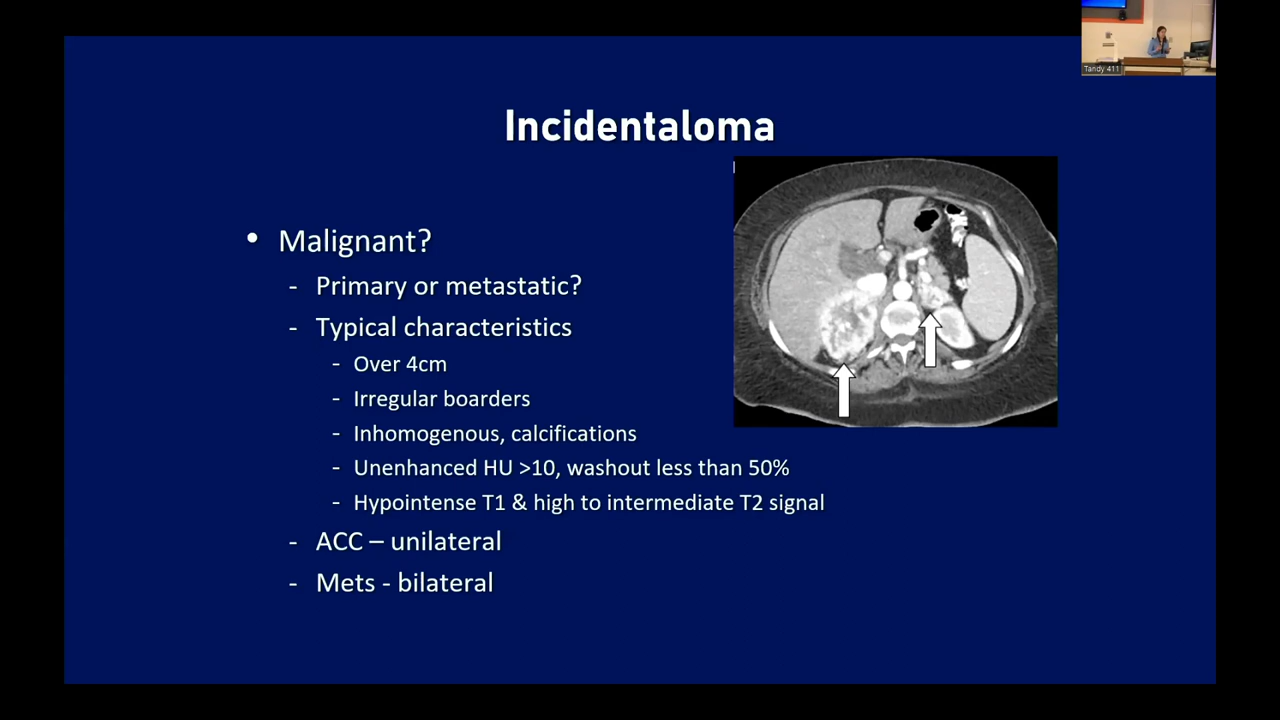 Tandy 411
Incidentaloma
• Malignant?
- Primary or metastatic?
- Typical characteristics
- Over 4cm
- Irregular boarders
- Inhomogenous, calcifications
- Unenhanced HU >10, washout less than 50%
- Hypointense T1 & high to intermediate T2 signal
- ACC – unilateral
- Mets - bilateral